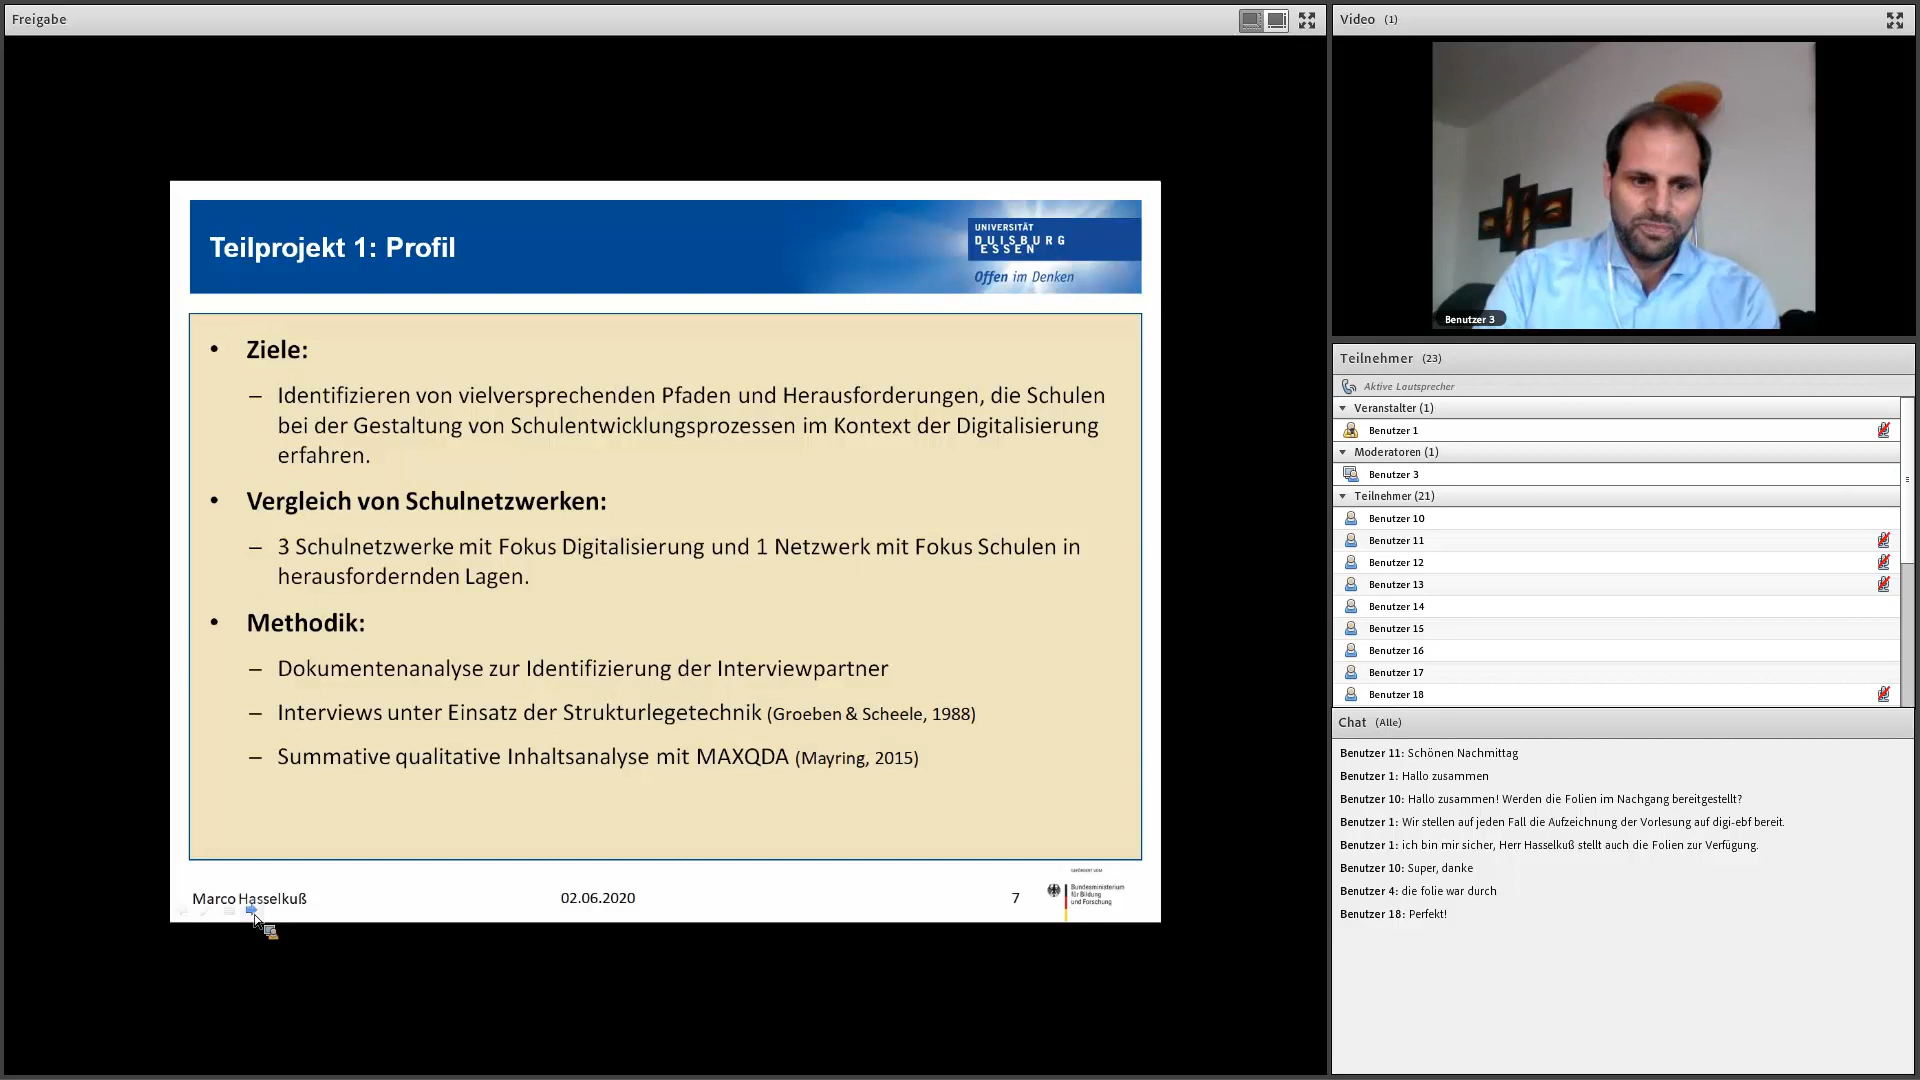 Freigabe
Teilprojekt 1: Profil
UNIVERSITÄT
DUISBURG
ESSEN
Offen im Denken
• Ziele:
– Identifizieren von vielversprechenden Pfaden und Herausforderungen, die Schulen
bei der Gestaltung von Schulentwicklungsprozessen im Kontext der Digitalisierung
erfahren.
• Vergleich von Schulnetzwerken:
– 3 Schulnetzwerke mit Fokus Digitalisierung und 1 Netzwerk mit Fokus Schulen in
herausfordernden Lagen.
• Methodik:
– Dokumentenanalyse zur Identifizierung der Interviewpartner
– Interviews unter Einsatz der Strukturlegetechnik (Groeben & Scheele, 1988)
– Summative qualitative Inhaltsanalyse mit MAXQDA (Mayring, 2015)
Marco Hasselkuß
02.06.2020
7
Bundesministerium
für Bildung
und Forschung
Video (1)
Benutzer 3
Teilnehmer (23)
Aktive Lautsprecher
Veranstalter (1)
Benutzer 1
Moderatoren (1)
Benutzer 3
Teilnehmer (21)
Benutzer 10
Benutzer 11
Benutzer 12
Benutzer 13
Benutzer 14
Benutzer 15
Benutzer 16
Benutzer 17
Benutzer 18
Chat (Alle)
Benutzer 11: Schönen Nachmittag
Benutzer 1: Hallo zusammen
Benutzer 10: Hallo zusammen! Werden die Folien im Nachgang bereitgestellt?
Benutzer 1: Wir stellen auf jeden Fall die Aufzeichnung der Vorlesung auf digi-ebf bereit.
Benutzer 1: ich bin mir sicher, Herr Hasselkuß stellt auch die Folien zur Verfügung.
Benutzer 10: Super, danke
Benutzer 4: die folie war durch
Benutzer 18: Perfekt!